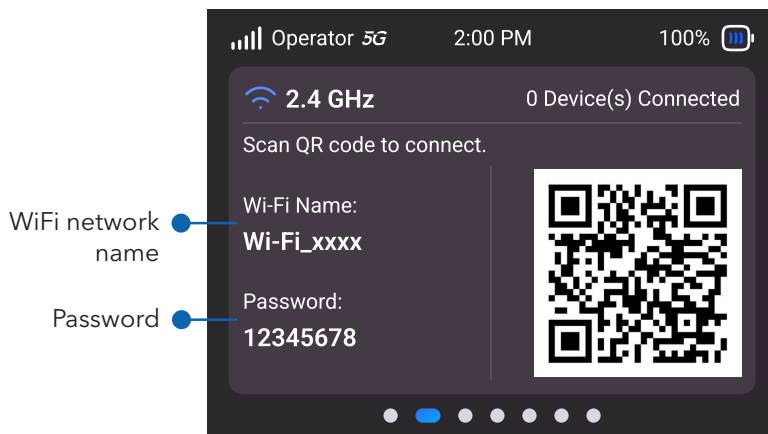 Operator 5G 2:00 PM 100%
2.4 GHz 0 Device(s) Connected
Scan QR code to connect.
WiFi network
name
Wi-Fi Name:
Wi-Fi_xxxx
Password
Password:
12345678